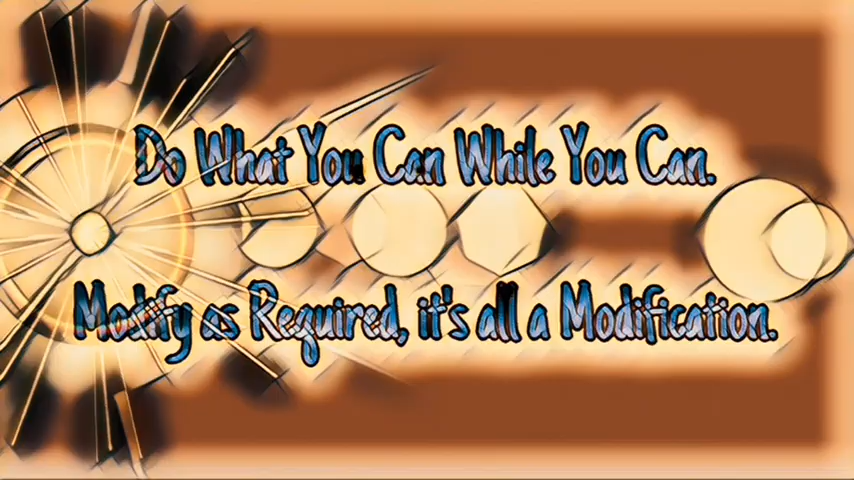 Do What You Can While You Can.
Modify as Required, it's all a Modification.